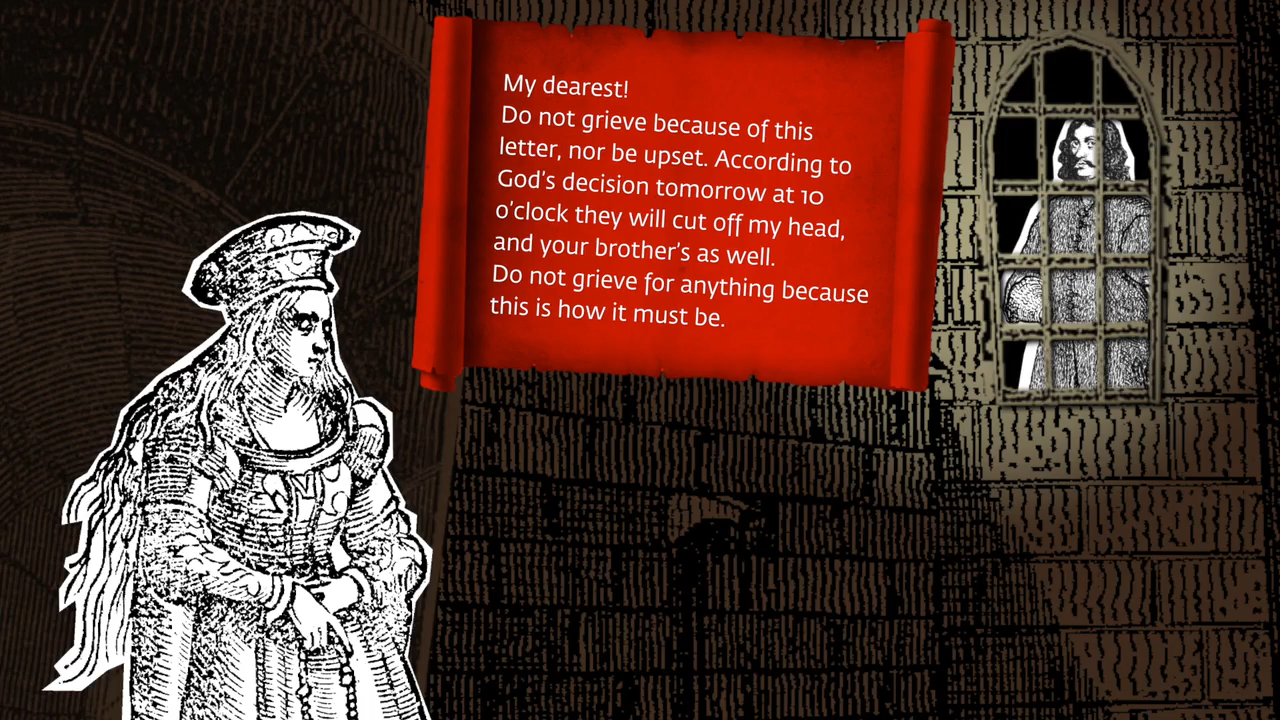 My dearest!
Do not grieve because of this
letter, nor be upset. According to
God's decision tomorrow at 10
o'clock they will cut off my head,
and your brother's as well.
Do not grieve for anything because
this is how it must be.